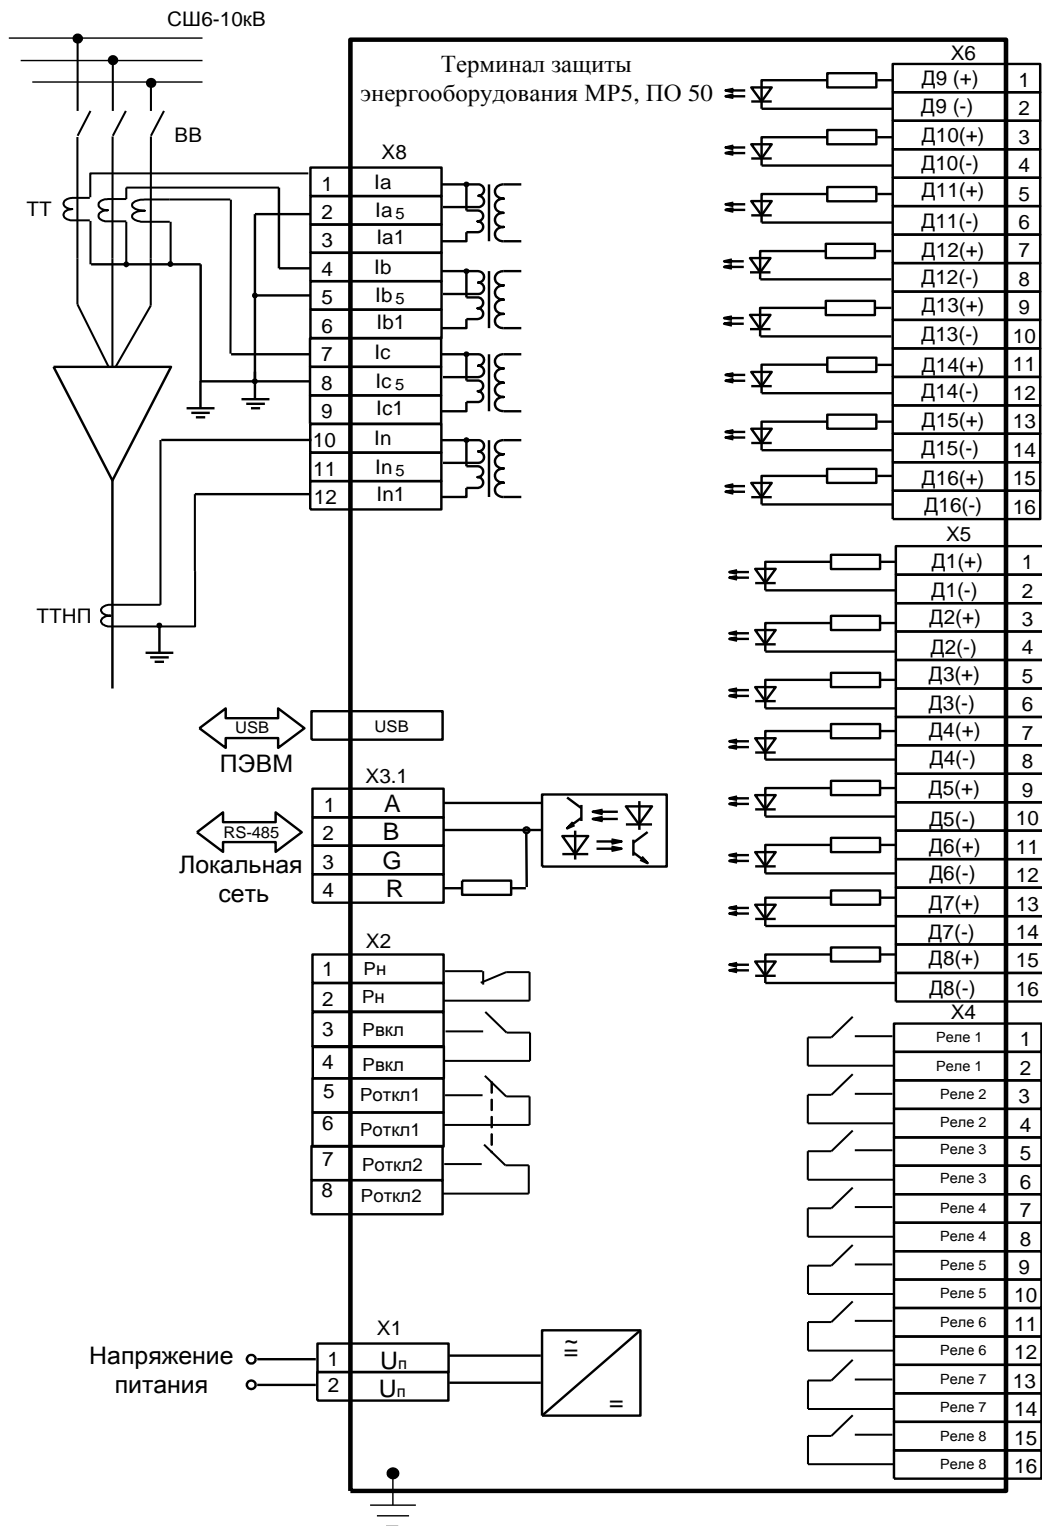 СШ6-10кВ
Терминал защиты
энергооборудования МР5, ПО 50
ВВ
ТТ
X8
1 Ia
2 Ia5
3 Ia1
4 Ib
5 Ib5
6 Ib1
7 Ic
8 Ic5
9 Ic1
10 In
11 In5
12 In1
ТТНП
USB
USB
ПЭВМ
X3.1
1 A
2 B
3 G
4 R
RS-485
Локальная
сеть
X2
1 Рн
2 Рн
3 Рвкл
4 Рвкл
5 Роткл1
6 Роткл1
7 Роткл2
8 Роткл2
X1
Напряжение
питания
1 Uп
2 Uп
≂
=
X6
Д9 (+) 1
Д9 (-) 2
Д10(+) 3
Д10(-) 4
Д11(+) 5
Д11(-) 6
Д12(+) 7
Д12(-) 8
Д13(+) 9
Д13(-) 10
Д14(+) 11
Д14(-) 12
Д15(+) 13
Д15(-) 14
Д16(+) 15
Д16(-) 16
X5
Д1(+) 1
Д1(-) 2
Д2(+) 3
Д2(-) 4
Д3(+) 5
Д3(-) 6
Д4(+) 7
Д4(-) 8
Д5(+) 9
Д5(-) 10
Д6(+) 11
Д6(-) 12
Д7(+) 13
Д7(-) 14
Д8(+) 15
Д8(-) 16
X4
Реле 1 1
Реле 1 2
Реле 2 3
Реле 2 4
Реле 3 5
Реле 3 6
Реле 4 7
Реле 4 8
Реле 5 9
Реле 5 10
Реле 6 11
Реле 6 12
Реле 7 13
Реле 7 14
Реле 8 15
Реле 8 16